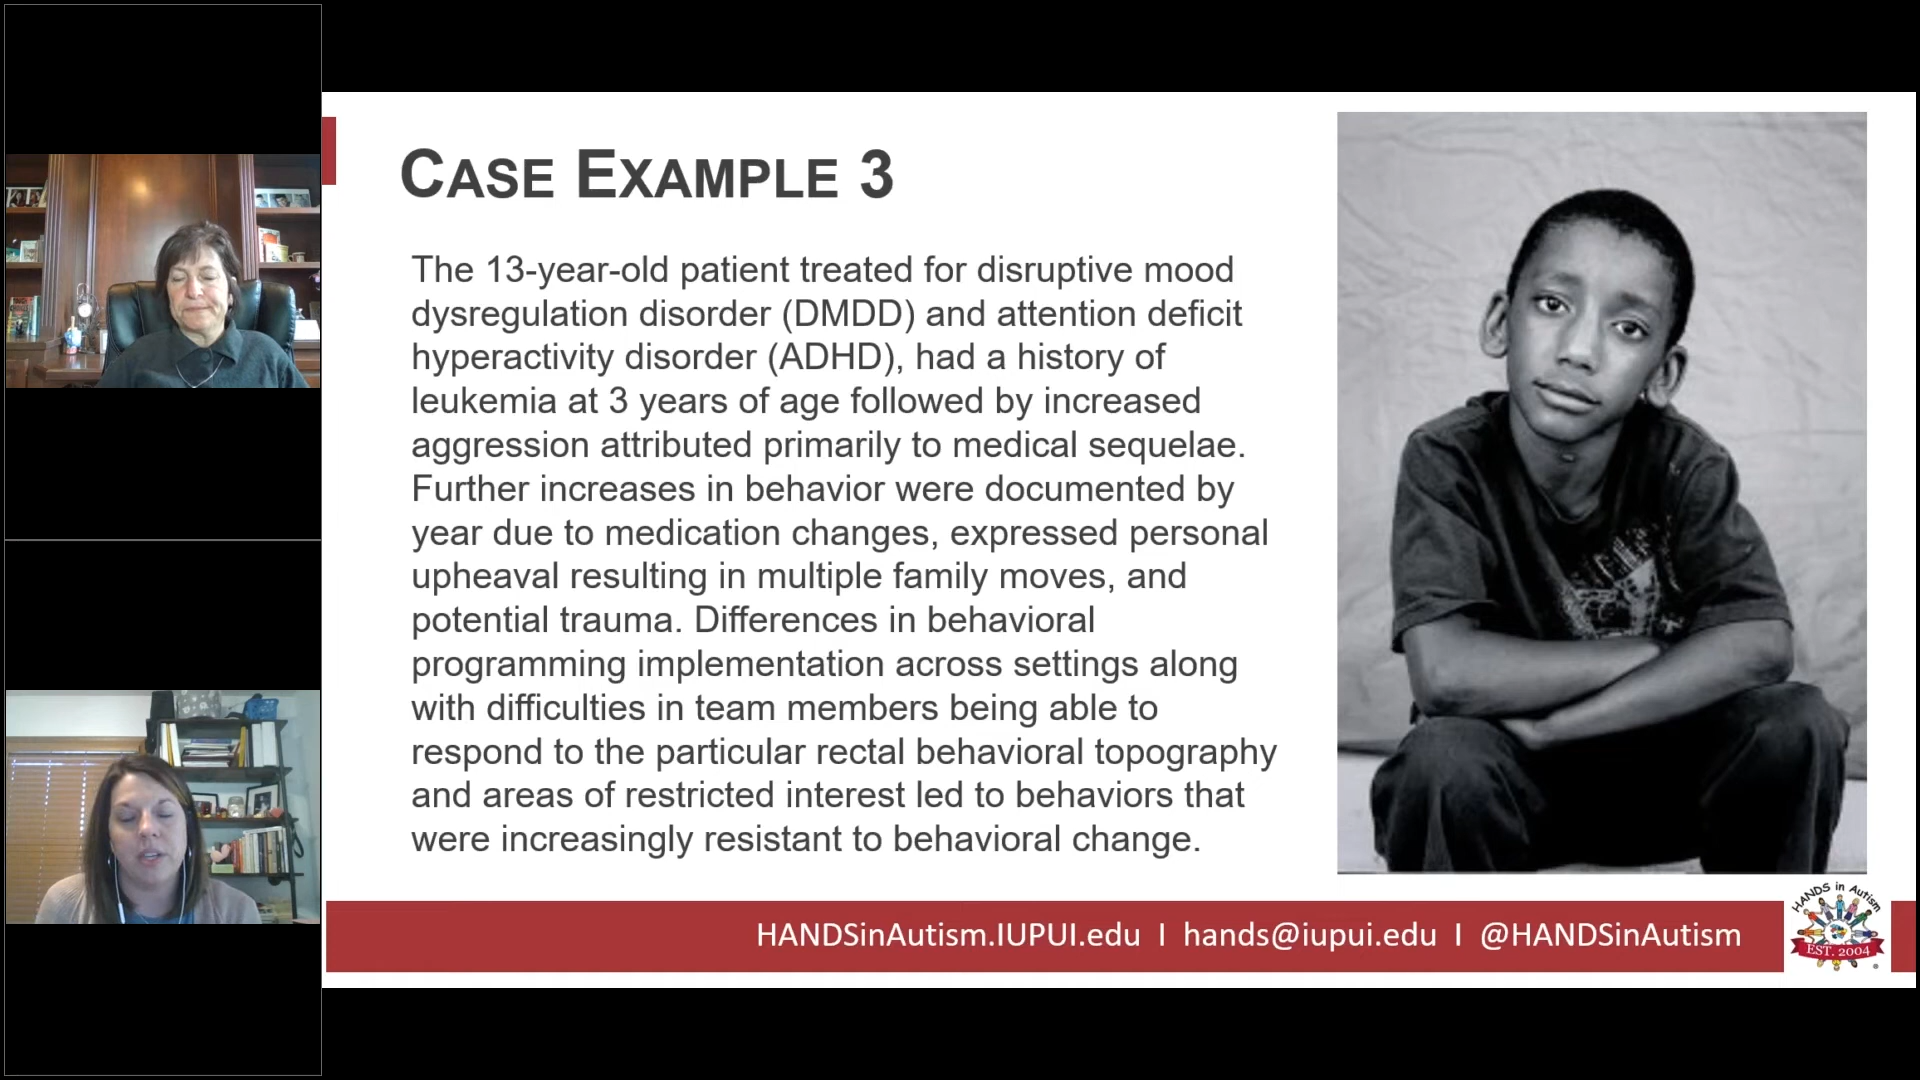 CASE EXAMPLE 3
The 13-year-old patient treated for disruptive mood
dysregulation disorder (DMDD) and attention deficit
hyperactivity disorder (ADHD), had a history of
leukemia at 3 years of age followed by increased
aggression attributed primarily to medical sequelae.
Further increases in behavior were documented by
year due to medication changes, expressed personal
upheaval resulting in multiple family moves, and
potential trauma. Differences in behavioral
programming implementation across settings along
with difficulties in team members being able to
respond to the particular rectal behavioral topography
and areas of restricted interest led to behaviors that
were increasingly resistant to behavioral change.
HANDSinAutism.IUPUI.edu I hands@iupui.edu I @HANDSinAutism
HANDS in Autism
EST. 2004
®